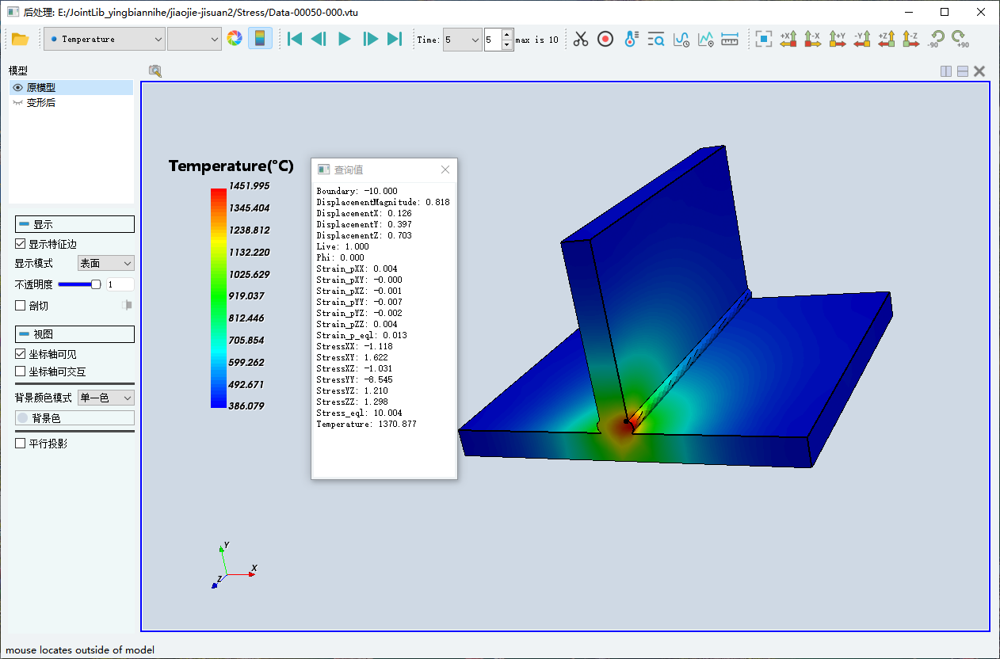 后处理: E:/JointLib_yingbiannihe/jiaojie-jisuan2/Stress/Data-00050-000.vtu
Temperature
Time: 5 5 max is 10
+X -X +Y -Y +Z -Z -90 +90
模型
原模型
变形后
显示
显示特征边
显示模式 表面
不透明度 1
剖切
视图
坐标轴可见
坐标轴可交互
背景颜色模式 单一色
背景色
平行投影
Temperature(°C)
1451.995
1345.404
1238.812
1132.220
1025.629
919.037
812.446
705.854
599.262
492.671
386.079
查询值
Boundary: -10.000
DisplacementMagnitude: 0.818
DisplacementX: 0.126
DisplacementY: 0.397
DisplacementZ: 0.703
Live: 1.000
Phi: 0.000
Strain_pXX: 0.004
Strain_pXY: -0.000
Strain_pXZ: -0.001
Strain_pYY: -0.007
Strain_pYZ: -0.002
Strain_pZZ: 0.004
Strain_p_eql: 0.013
StressXX: -1.118
StressXY: 1.622
StressXZ: -1.031
StressYY: -8.545
StressYZ: 1.210
StressZZ: 1.298
Stress_eql: 10.004
Temperature: 1370.877
Y
X
Z
mouse locates outside of model